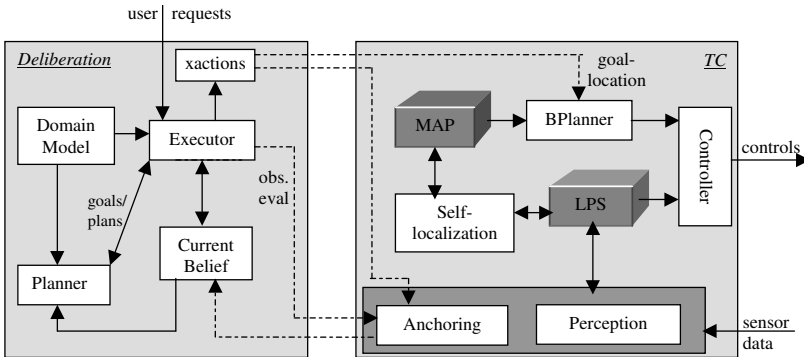 user requests
Deliberation
xactions
Domain
Model
Executor
goals/
plans
obs.
eval
Current
Belief
Planner
TC
goal-
location
MAP
BPlanner
Controller
controls
Self-
localization
LPS
Anchoring
Perception
sensor
data